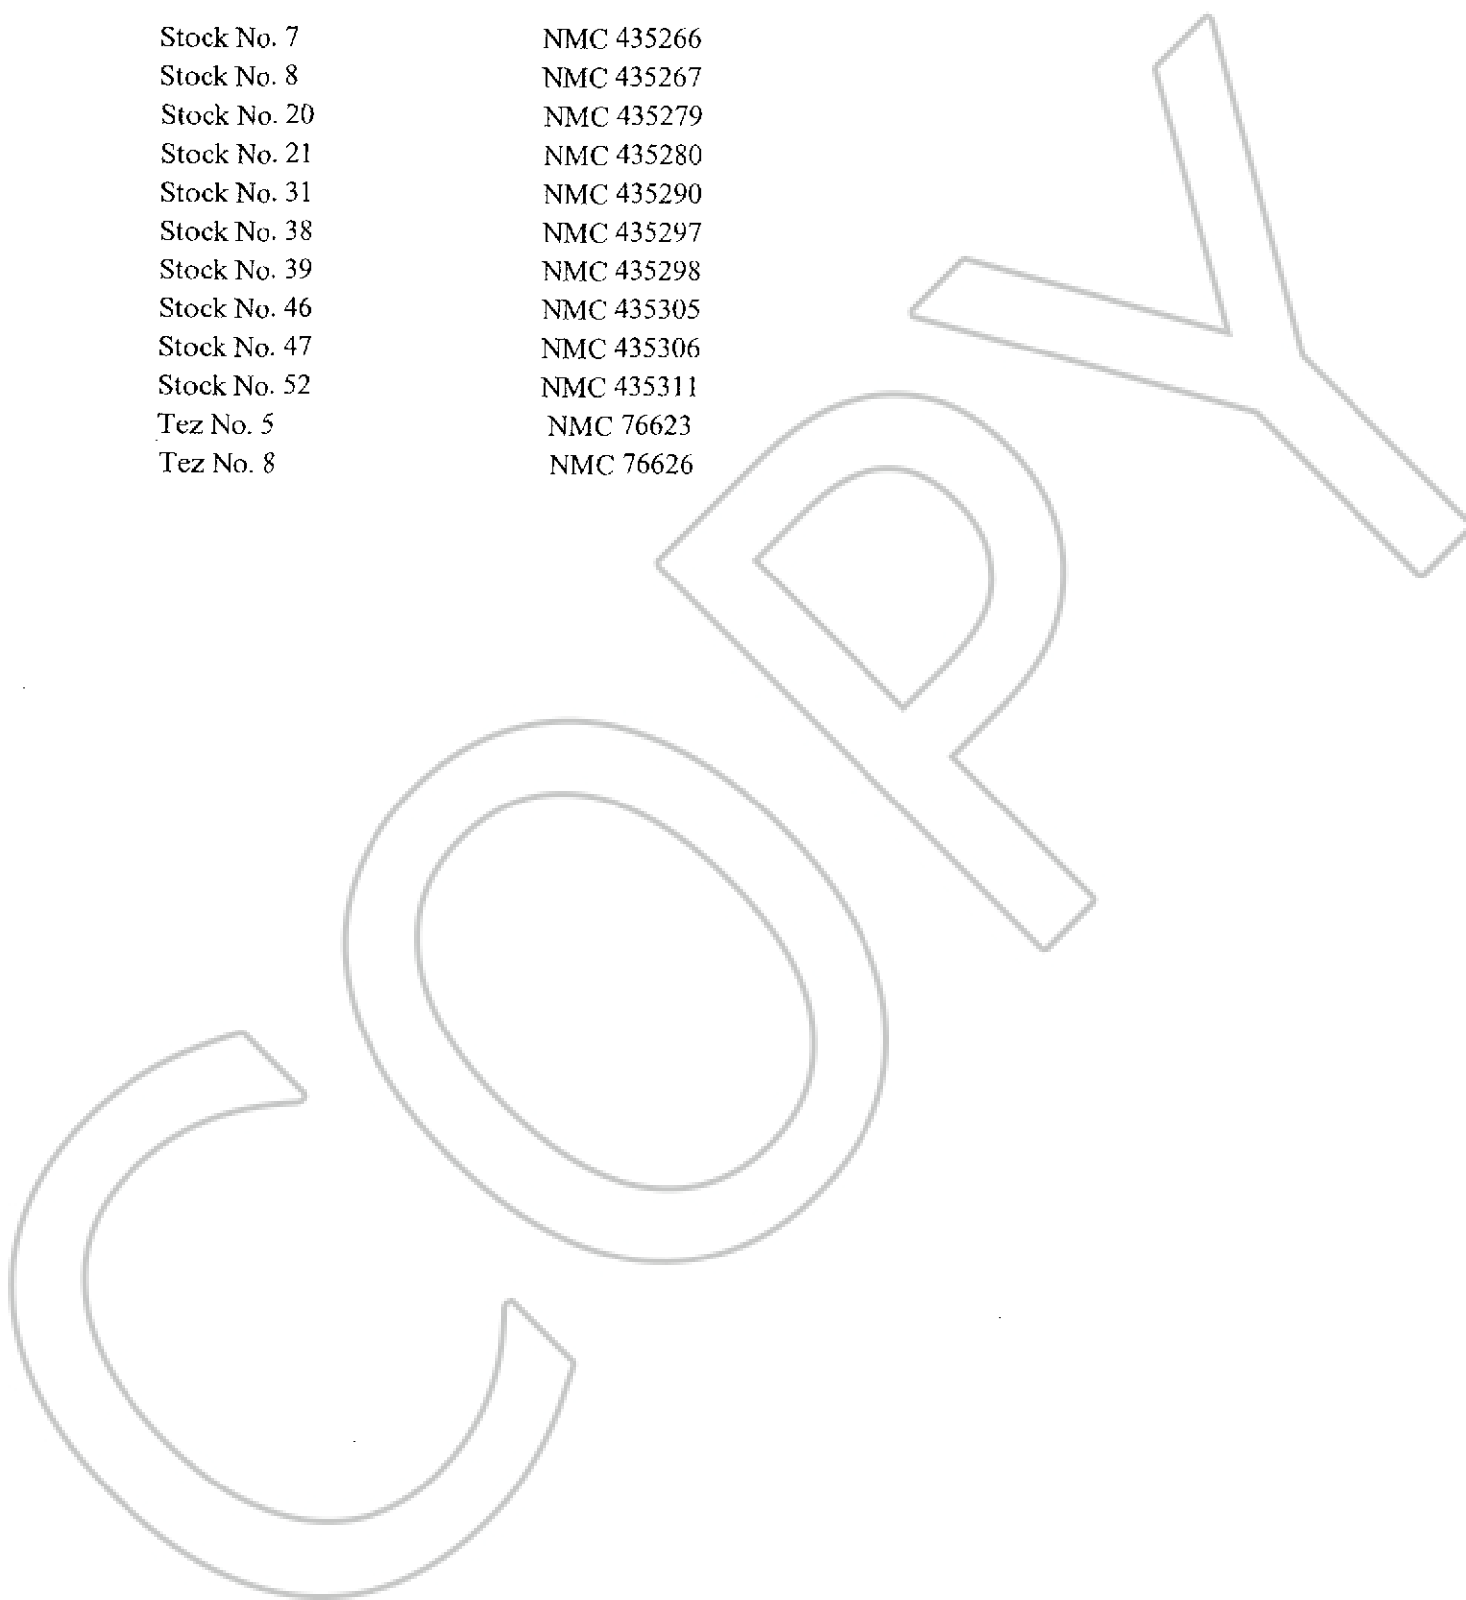 Stock No. 7 NMC 435266
Stock No. 8 NMC 435267
Stock No. 20 NMC 435279
Stock No. 21 NMC 435280
Stock No. 31 NMC 435290
Stock No. 38 NMC 435297
Stock No. 39 NMC 435298
Stock No. 46 NMC 435305
Stock No. 47 NMC 435306
Stock No. 52 NMC 435311
Tez No. 5 NMC 76623
Tez No. 8 NMC 76626
COPY